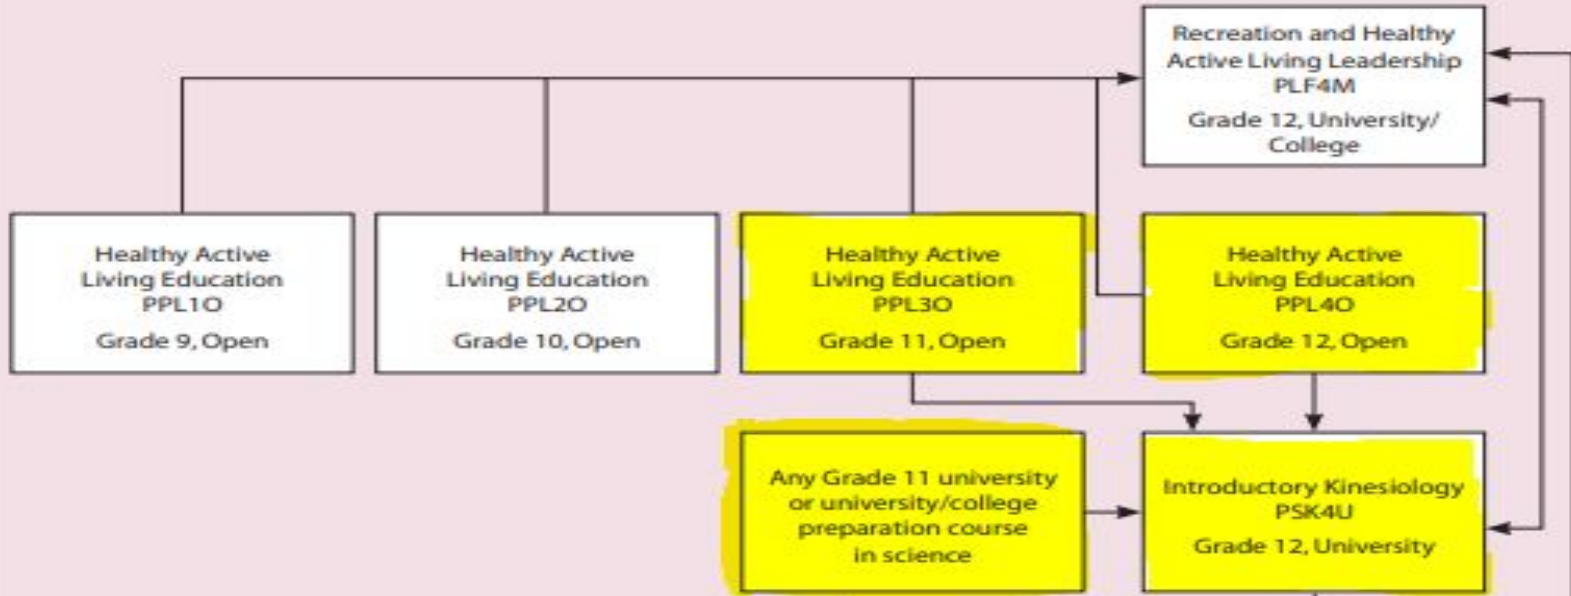 Recreation and Healthy
Active Living Leadership
PLF4M
Grade 12, University/
College
Healthy Active
Living Education
PPL1O
Grade 9, Open
Healthy Active
Living Education
PPL2O
Grade 10, Open
Healthy Active
Living Education
PPL3O
Grade 11, Open
Healthy Active
Living Education
PPL4O
Grade 12, Open
Any Grade 11 university
or university/college
preparation course
in science
Introductory Kinesiology
PSK4U
Grade 12, University